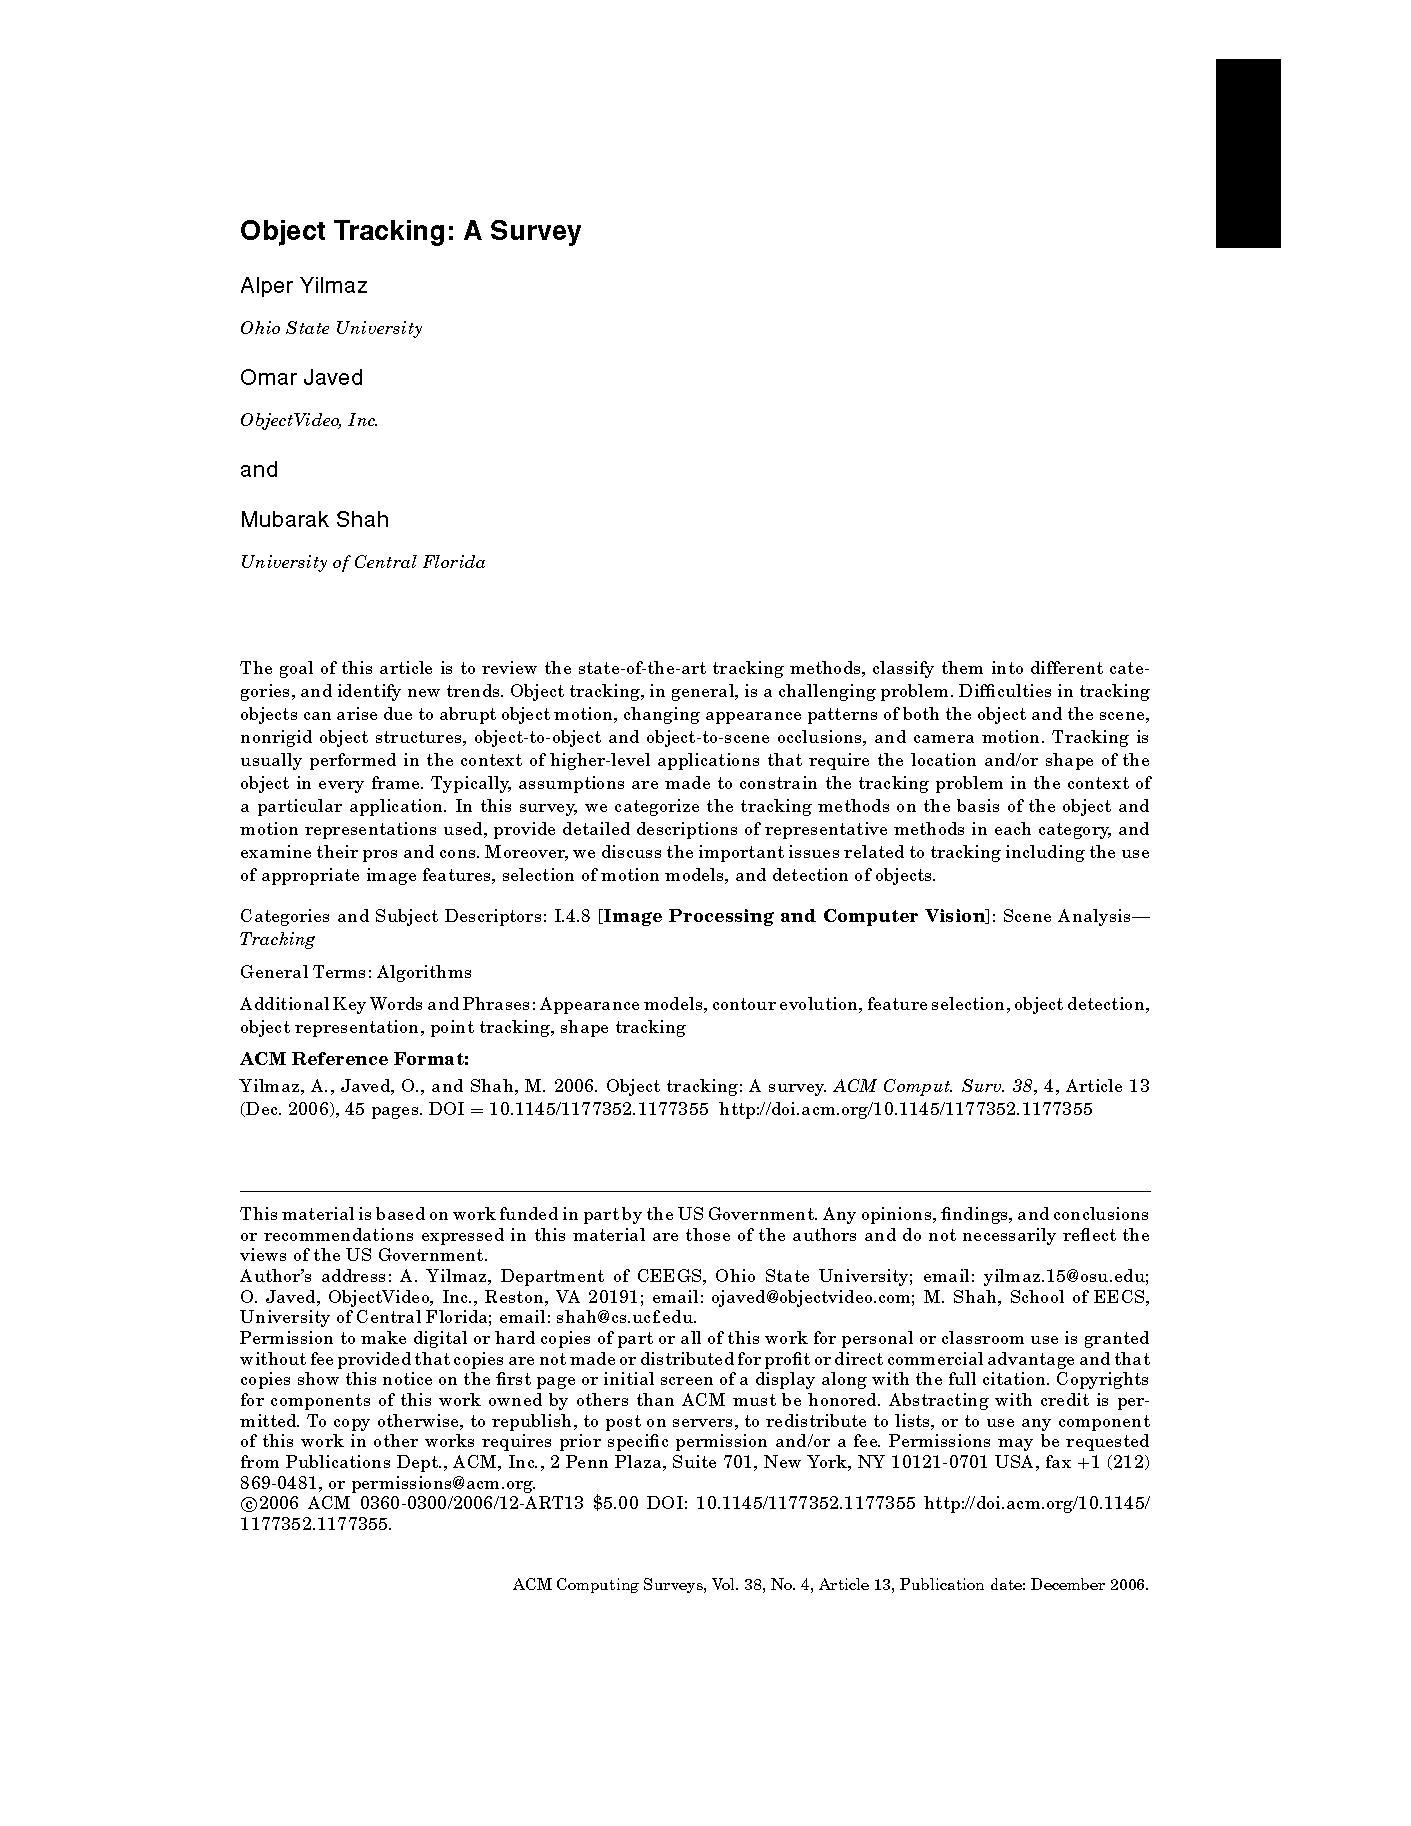 Object Tracking: A Survey
Alper Yilmaz
Ohio State University
Omar Javed
ObjectVideo, Inc.
and
Mubarak Shah
University of Central Florida
The goal of this article is to review the state-of-the-art tracking methods, classify them into different cate-
gories, and identify new trends. Object tracking, in general, is a challenging problem. Difficulties in tracking
objects can arise due to abrupt object motion, changing appearance patterns of both the object and the scene,
nonrigid object structures, object-to-object and object-to-scene occlusions, and camera motion. Tracking is
usually performed in the context of higher-level applications that require the location and/or shape of the
object in every frame. Typically, assumptions are made to constrain the tracking problem in the context of
a particular application. In this survey, we categorize the tracking methods on the basis of the object and
motion representations used, provide detailed descriptions of representative methods in each category, and
examine their pros and cons. Moreover, we discuss the important issues related to tracking including the use
of appropriate image features, selection of motion models, and detection of objects.
Categories and Subject Descriptors: I.4.8 [Image Processing and Computer Vision]: Scene Analysis—
Tracking
General Terms: Algorithms
Additional Key Words and Phrases: Appearance models, contour evolution, feature selection, object detection,
object representation, point tracking, shape tracking
ACM Reference Format:
Yilmaz, A., Javed, O., and Shah, M. 2006. Object tracking: A survey. ACM Comput. Surv. 38, 4, Article 13
(Dec. 2006), 45 pages. DOI = 10.1145/1177352.1177355 http://doi.acm.org/10.1145/1177352.1177355
This material is based on work funded in part by the US Government. Any opinions, findings, and conclusions
or recommendations expressed in this material are those of the authors and do not necessarily reflect the
views of the US Government.
Author's address: A. Yilmaz, Department of CEEGS, Ohio State University; email: yilmaz.15@osu.edu;
O. Javed, ObjectVideo, Inc., Reston, VA 20191; email: ojaved@objectvideo.com; M. Shah, School of EECS,
University of Central Florida; email: shah@cs.ucf.edu.
Permission to make digital or hard copies of part or all of this work for personal or classroom use is granted
without fee provided that copies are not made or distributed for profit or direct commercial advantage and that
copies show this notice on the first page or initial screen of a display along with the full citation. Copyrights
for components of this work owned by others than ACM must be honored. Abstracting with credit is per-
mitted. To copy otherwise, to republish, to post on servers, to redistribute to lists, or to use any component
of this work in other works requires prior specific permission and/or a fee. Permissions may be requested
from Publications Dept., ACM, Inc., 2 Penn Plaza, Suite 701, New York, NY 10121-0701 USA, fax +1 (212)
869-0481, or permissions@acm.org.
©2006 ACM 0360-0300/2006/12-ART13 $5.00 DOI: 10.1145/1177352.1177355 http://doi.acm.org/10.1145/
1177352.1177355.
ACM Computing Surveys, Vol. 38, No. 4, Article 13, Publication date: December 2006.